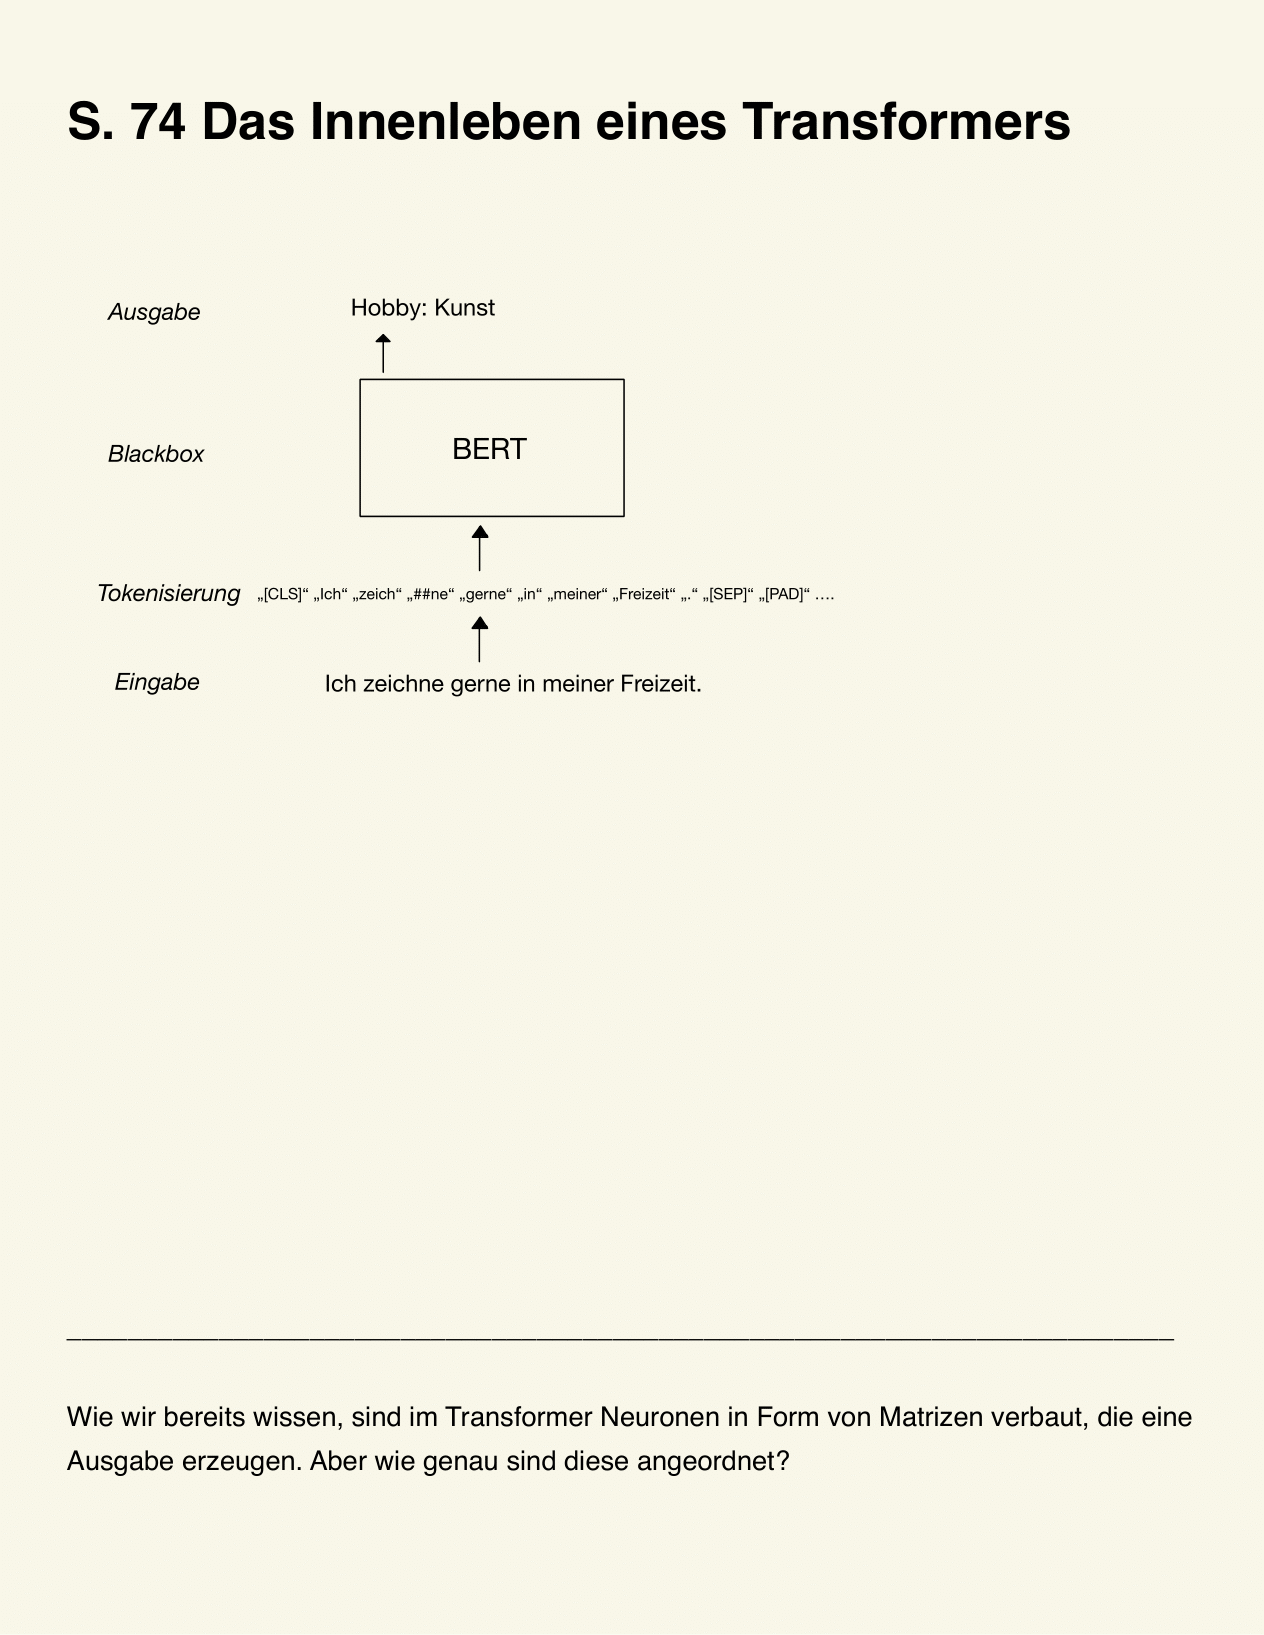 S. 74 Das Innenleben eines Transformers
Ausgabe
Hobby: Kunst
Blackbox
BERT
Tokenisierung
„[CLS]“ „Ich“ „zeich“ „##ne“ „gerne“ „in“ „meiner“ „Freizeit“ „.“ „[SEP]“ „[PAD]“ ….
Eingabe
Ich zeichne gerne in meiner Freizeit.
Wie wir bereits wissen, sind im Transformer Neuronen in Form von Matrizen verbaut, die eine
Ausgabe erzeugen. Aber wie genau sind diese angeordnet?